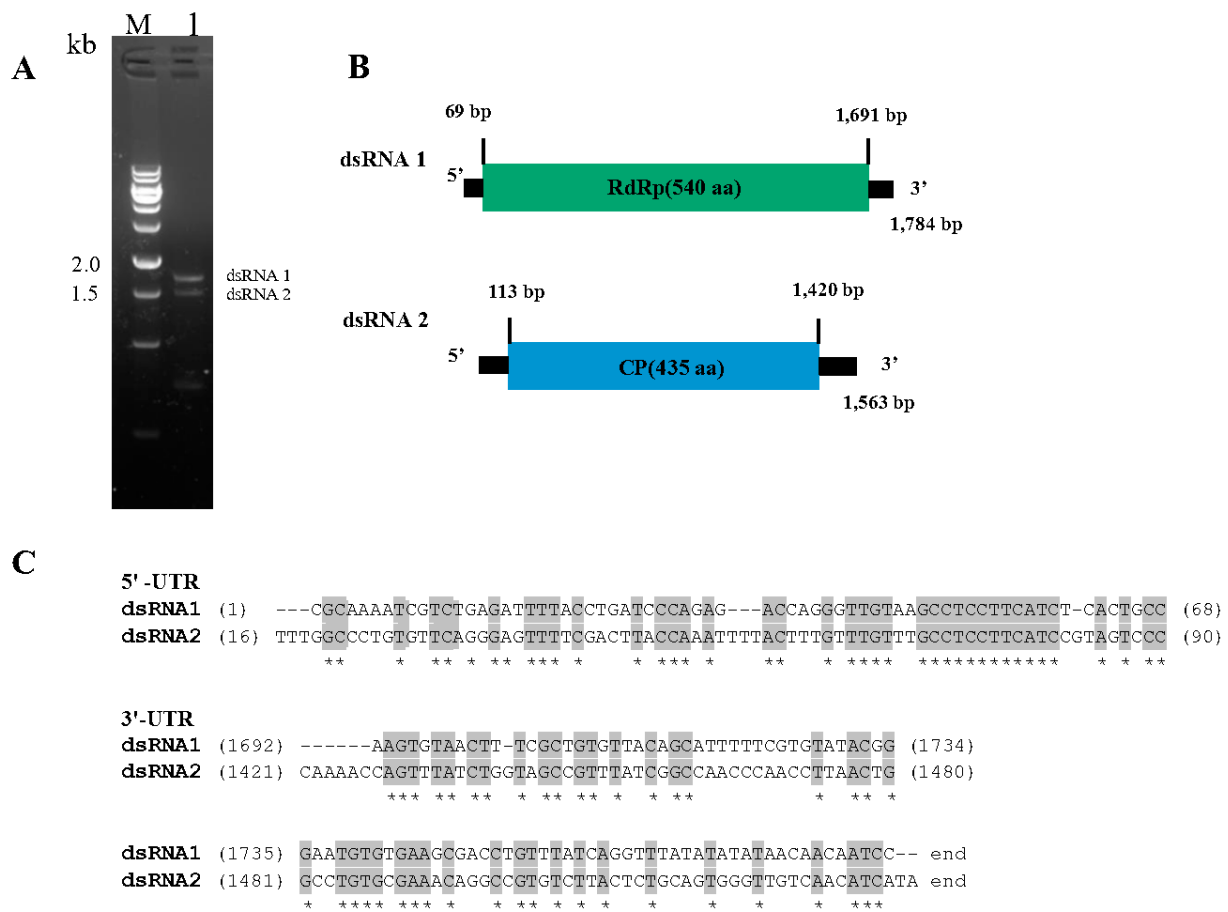 M 1
kb
A
2.0
1.5
dsRNA 1
dsRNA 2
B
69 bp 1,691 bp
dsRNA 1
5’ RdRp(540 aa) 3’
1,784 bp
113 bp 1,420 bp
dsRNA 2
5’ CP(435 aa) 3’
1,563 bp
C
5' -UTR
dsRNA1 (1) ---CGCAAAATCGTCTGAGATTTTACCTGATCCCAGAG---ACCAGGGTTGTAAGCCTCCTTCATCT-CACTGCC (68)
dsRNA2 (16) TTTGGCCCTGTGTTCAGGGAGTTTTCGACTTACCAAATTTTACTTTGTTTGTTTGCCTCCTTCATCCGTAGTCCC (90)
** * ** * ** *** * * *** * ** * **** ************ * * **
3'-UTR
dsRNA1 (1692) ------AAGTGTAACTT-TCGCTGTGTTACAGCATTTTTCGTGTATACGG (1734)
dsRNA2 (1421) CAAAACCAGTTTATCTGGTAGCCGTTTATCGGCCAACCCAACCTTAACTG (1480)
*** ** ** * ** ** * * ** * ** *
dsRNA1 (1735) GAATGTGTGAAGCGACCTGTTTATCAGGTTTATATATATAACAACAATCC-- end
dsRNA2 (1481) GCCTGTGCGAAACAGGCCGTGTCTTACTCTGCAGTGGGTTGTCAACATCATA end
* **** *** * ** * * * * * * ***